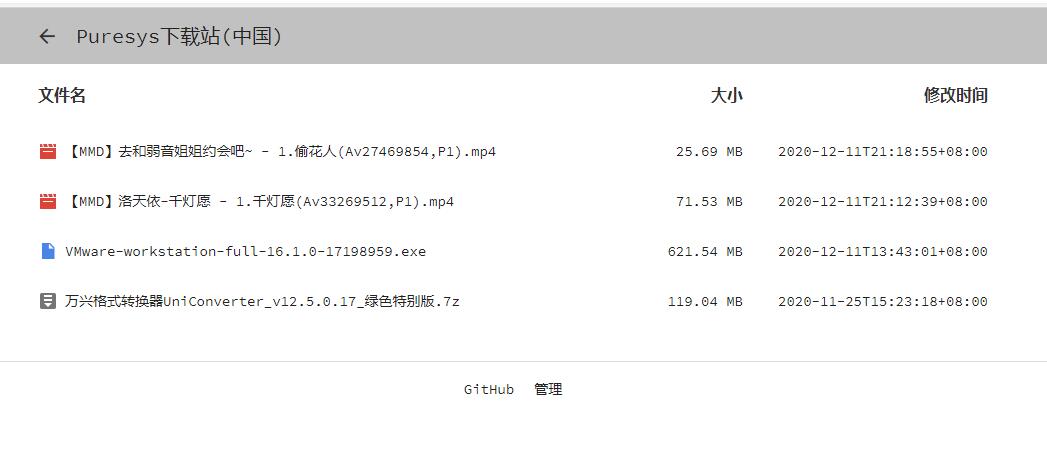 Puresys下载站(中国)
文件名 大小 修改时间
【MMD】去和弱音姐姐约会吧~ - 1.偷花人(Av27469854,P1).mp4 25.69 MB 2020-12-11T21:18:55+08:00
【MMD】洛天依-千灯愿 - 1.千灯愿(Av33269512,P1).mp4 71.53 MB 2020-12-11T21:12:39+08:00
VMware-workstation-full-16.1.0-17198959.exe 621.54 MB 2020-12-11T13:43:01+08:00
万兴格式转换器UniConverter_v12.5.0.17_绿色特别版.7z 119.04 MB 2020-11-25T15:23:18+08:00
GitHub 管理